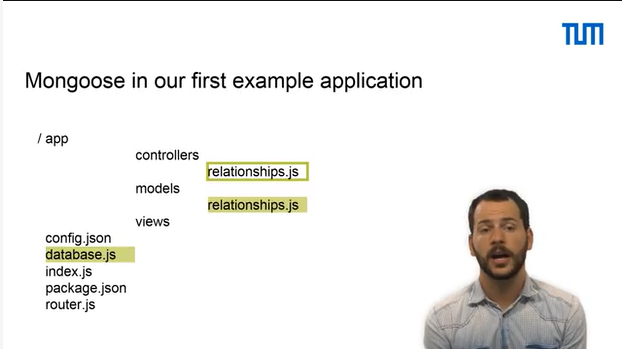 TUM
Mongoose in our first example application
/ app
controllers
relationships.js
models
relationships.js
views
config.json
database.js
index.js
package.json
router.js